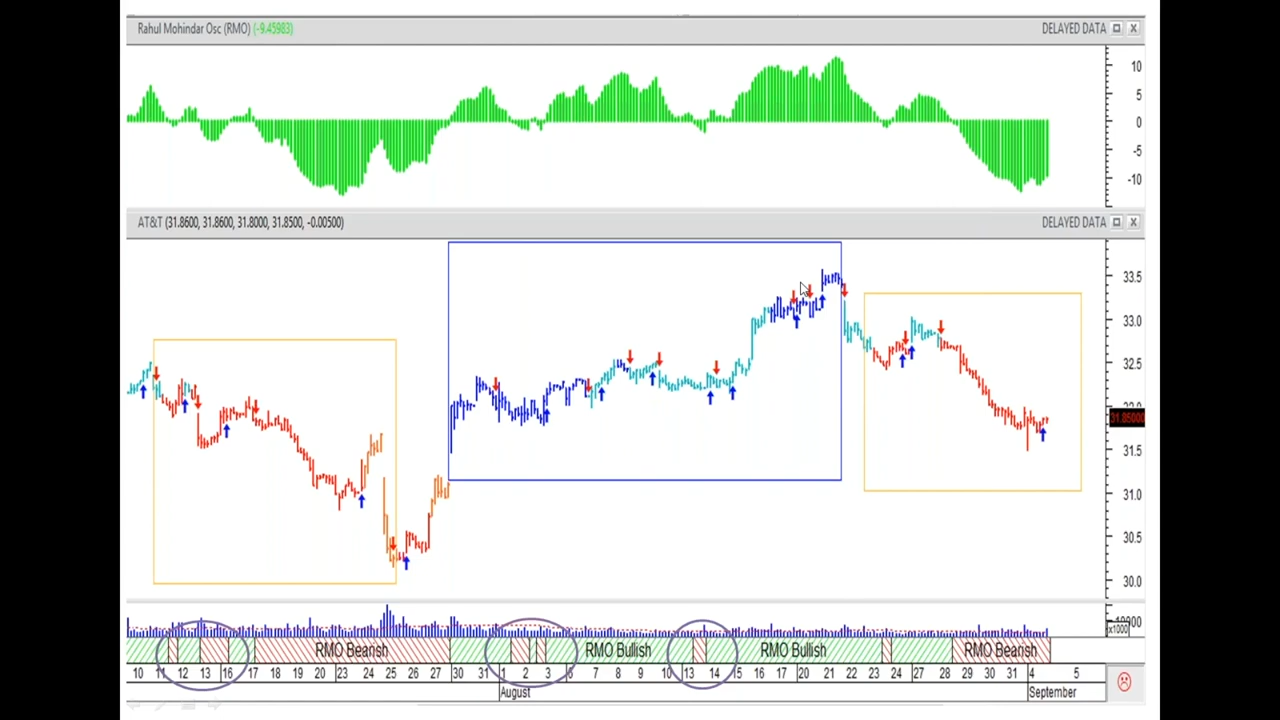 Rahul Mohindar Osc (RMO) (-9.45983) DELAYED DATA
10
5
0
-5
-10
AT&T (31.8600, 31.8600, 31.8000, 31.8500, -0.00500) DELAYED DATA
33.5
33.0
32.5
31.8500
31.5
31.0
30.5
30.0
x1000
RMO Bearish RMO Bullish RMO Bullish RMO Bearish
10 11 12 13 16 17 20 23 24 25 26 27 30 31 1 2 3 6 7 8 9 10 13 14 15 16 17 20 21 22 23 24 27 28 29 30 31 4 5
August September